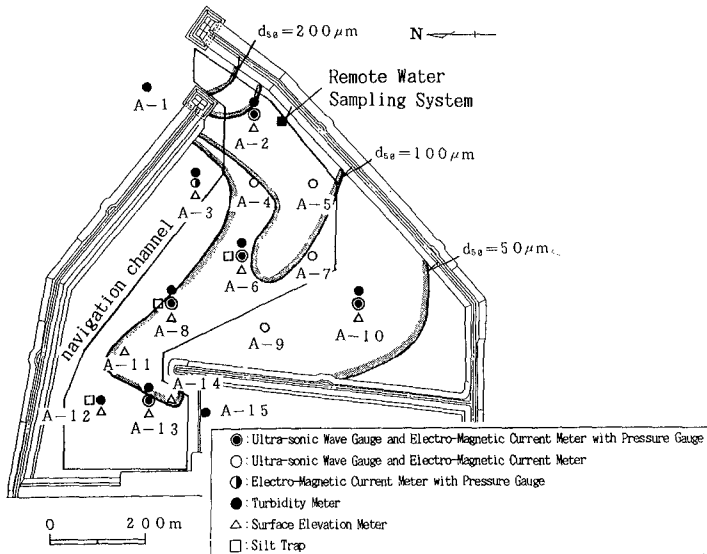 d₅₀=200μm
N
A-1
Remote Water
Sampling System
A-2
d₅₀=100μm
A-3
A-4
A-5
navigation channel
d₅₀=50μm
A-6
A-7
A-8
A-10
A-9
A-11
A-14
A-12
A-13
A-15
◉: Ultra-sonic Wave Gauge and Electro-Magnetic Current Meter with Pressure Gauge
○: Ultra-sonic Wave Gauge and Electro-Magnetic Current Meter
◑: Electro-Magnetic Current Meter with Pressure Gauge
●: Turbidity Meter
△: Surface Elevation Meter
□: Silt Trap
0 200m